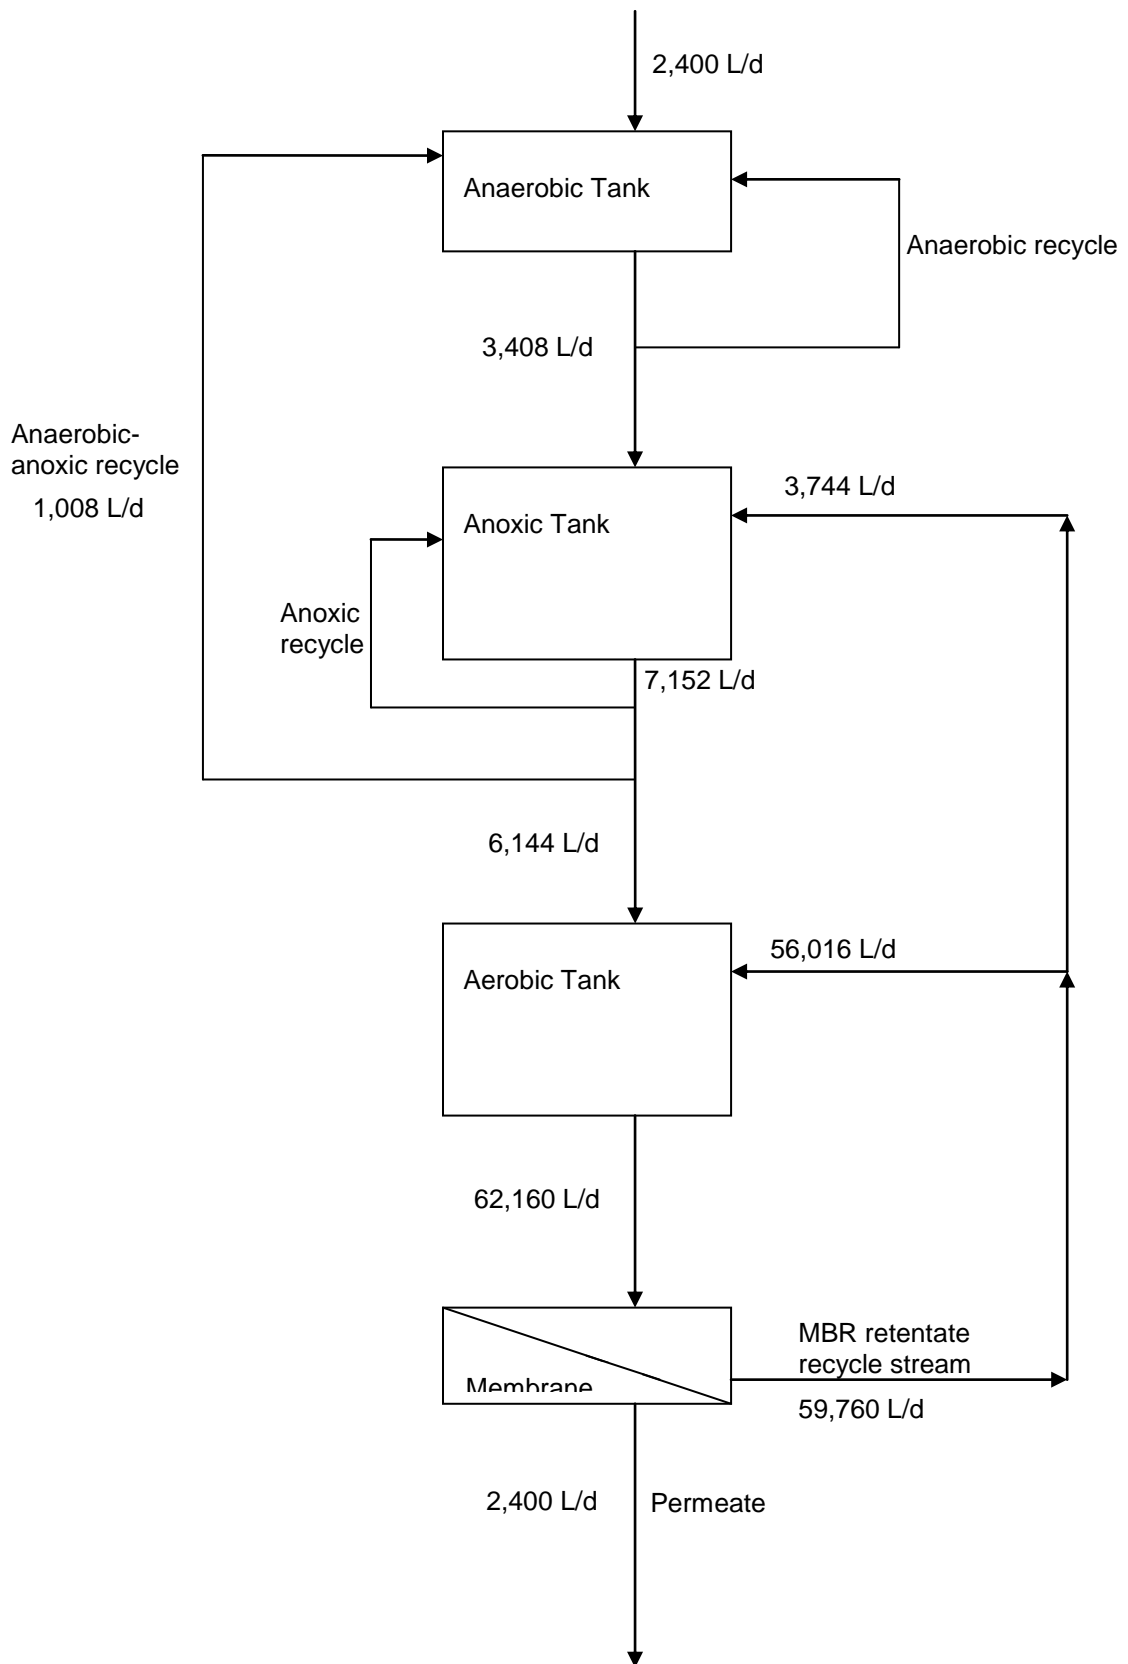 2,400 L/d
Anaerobic Tank
Anaerobic recycle
3,408 L/d
Anaerobic-
anoxic recycle
1,008 L/d
3,744 L/d
Anoxic Tank
Anoxic
recycle
7,152 L/d
6,144 L/d
56,016 L/d
Aerobic Tank
62,160 L/d
MBR retentate
recycle stream
Membrane
59,760 L/d
2,400 L/d
Permeate